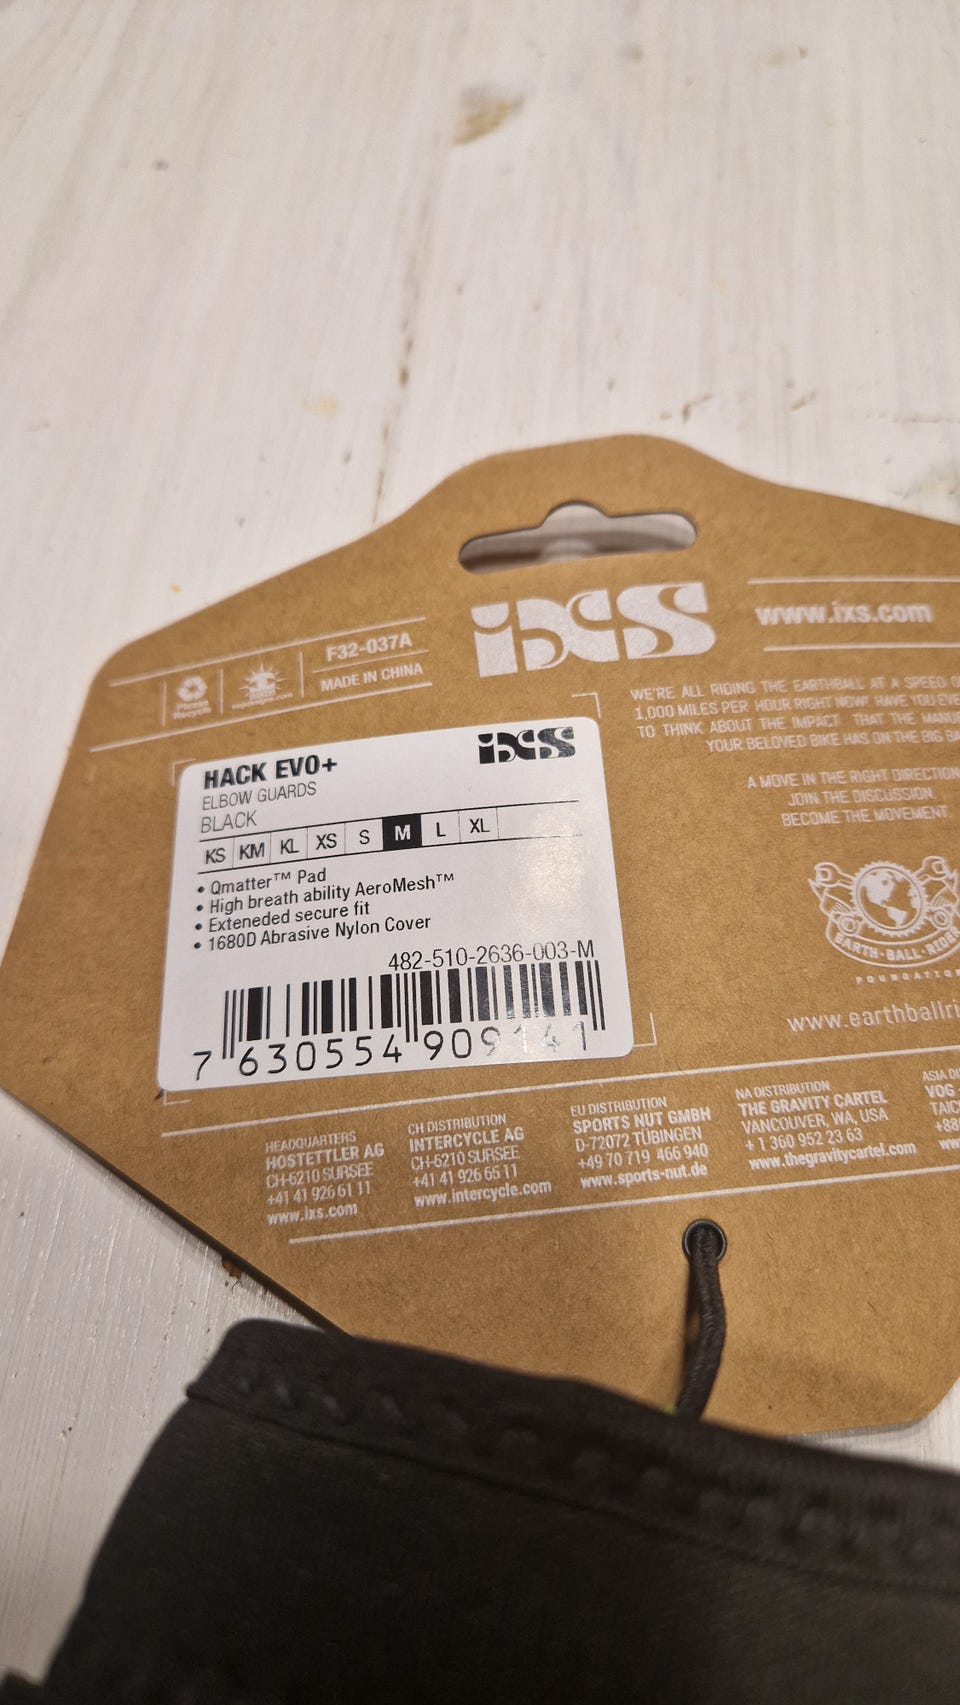 iXS
www.ixs.com
F32-037A
MADE IN CHINA
Please
Recycle
WE'RE ALL RIDING THE EARTHBALL AT A SPEED
1,000 MILES PER HOUR RIGHT NOW! HAVE YOU
TO THINK ABOUT THE IMPACT THAT THE
YOUR BELOVED BIKE HAS ON THE BIG
A MOVE IN THE RIGHT DIRECTION
JOIN THE DISCUSSION.
BECOME THE MOVEMENT.
EARTH·BALL·RIDER
FOUNDATION
www.earthballri
iXS
HACK EVO+
ELBOW GUARDS
BLACK
KS KM KL XS S M L XL
• Qmatter™ Pad
• High breath ability AeroMesh™
• Exteneded secure fit
• 1680D Abrasive Nylon Cover
482-510-2636-003-M
7 630554 909141
HEADQUARTERS
HOSTETTLER AG
CH-6210 SURSEE
+41 41 926 61 11
www.ixs.com
CH DISTRIBUTION
INTERCYCLE AG
CH-6210 SURSEE
+41 41 926 65 11
www.intercycle.com
EU DISTRIBUTION
SPORTS NUT GMBH
D-72072 TÜBINGEN
+49 70 719 466 940
www.sports-nut.de
NA DISTRIBUTION
THE GRAVITY CARTEL
VANCOUVER, WA, USA
+ 1 360 952 23 63
www.thegravitycartel.com
ASIA
VOG